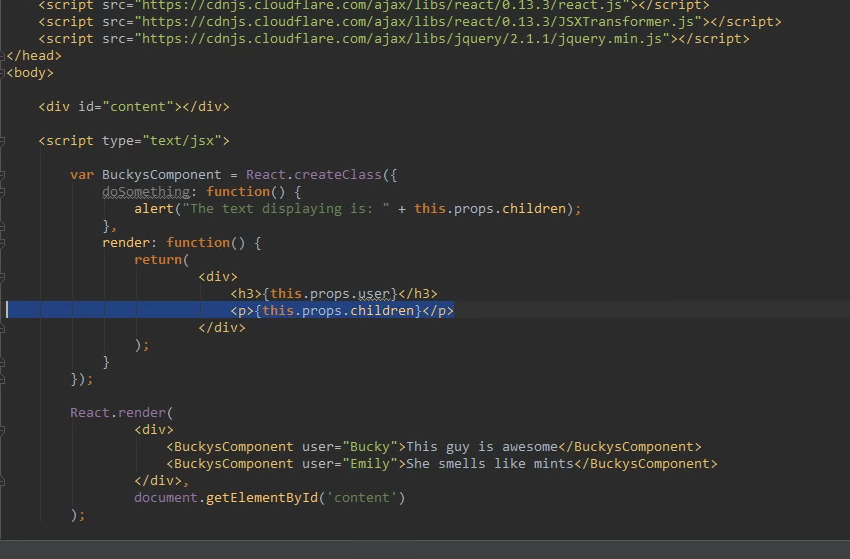 <script src="https://cdnjs.cloudflare.com/ajax/libs/react/0.13.3/react.js"></script>
<script src="https://cdnjs.cloudflare.com/ajax/libs/react/0.13.3/JSXTransformer.js"></script>
<script src="https://cdnjs.cloudflare.com/ajax/libs/jquery/2.1.1/jquery.min.js"></script>
</head>
<body>
<div id="content"></div>
<script type="text/jsx">
var BuckysComponent = React.createClass({
doSomething: function() {
alert("The text displaying is: " + this.props.children);
},
render: function() {
return(
<div>
<h3>{this.props.user}</h3>
<p>{this.props.children}</p>
</div>
);
}
});
React.render(
<div>
<BuckysComponent user="Bucky">This guy is awesome</BuckysComponent>
<BuckysComponent user="Emily">She smells like mints</BuckysComponent>
</div>,
document.getElementById('content')
);